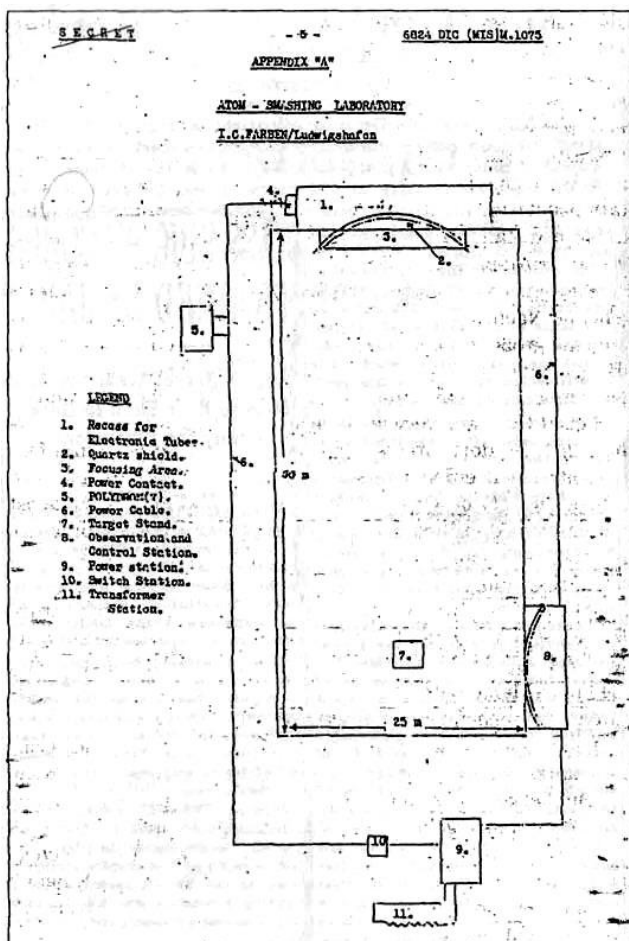 SECRET
- 5 -
6824 DIC (MIS)M.1075
APPENDIX "A"
ATOM - SMASHING LABORATORY
I.G.FARBEN/Ludwigshafen
4.
1.
3.
2.
5.
6.
6.
50 m
LEGEND
1. Recess for
Electronic Tube.
2. Quartz shield.
3. Focusing Area.
4. Power Contact.
5. POLYTRON(?).
6. Power Cable.
7. Target Stand.
8. Observation and
Control Station.
9. Power station.
10. Switch Station.
11. Transformer
Station.
7.
8.
25 m
10
9.
11.